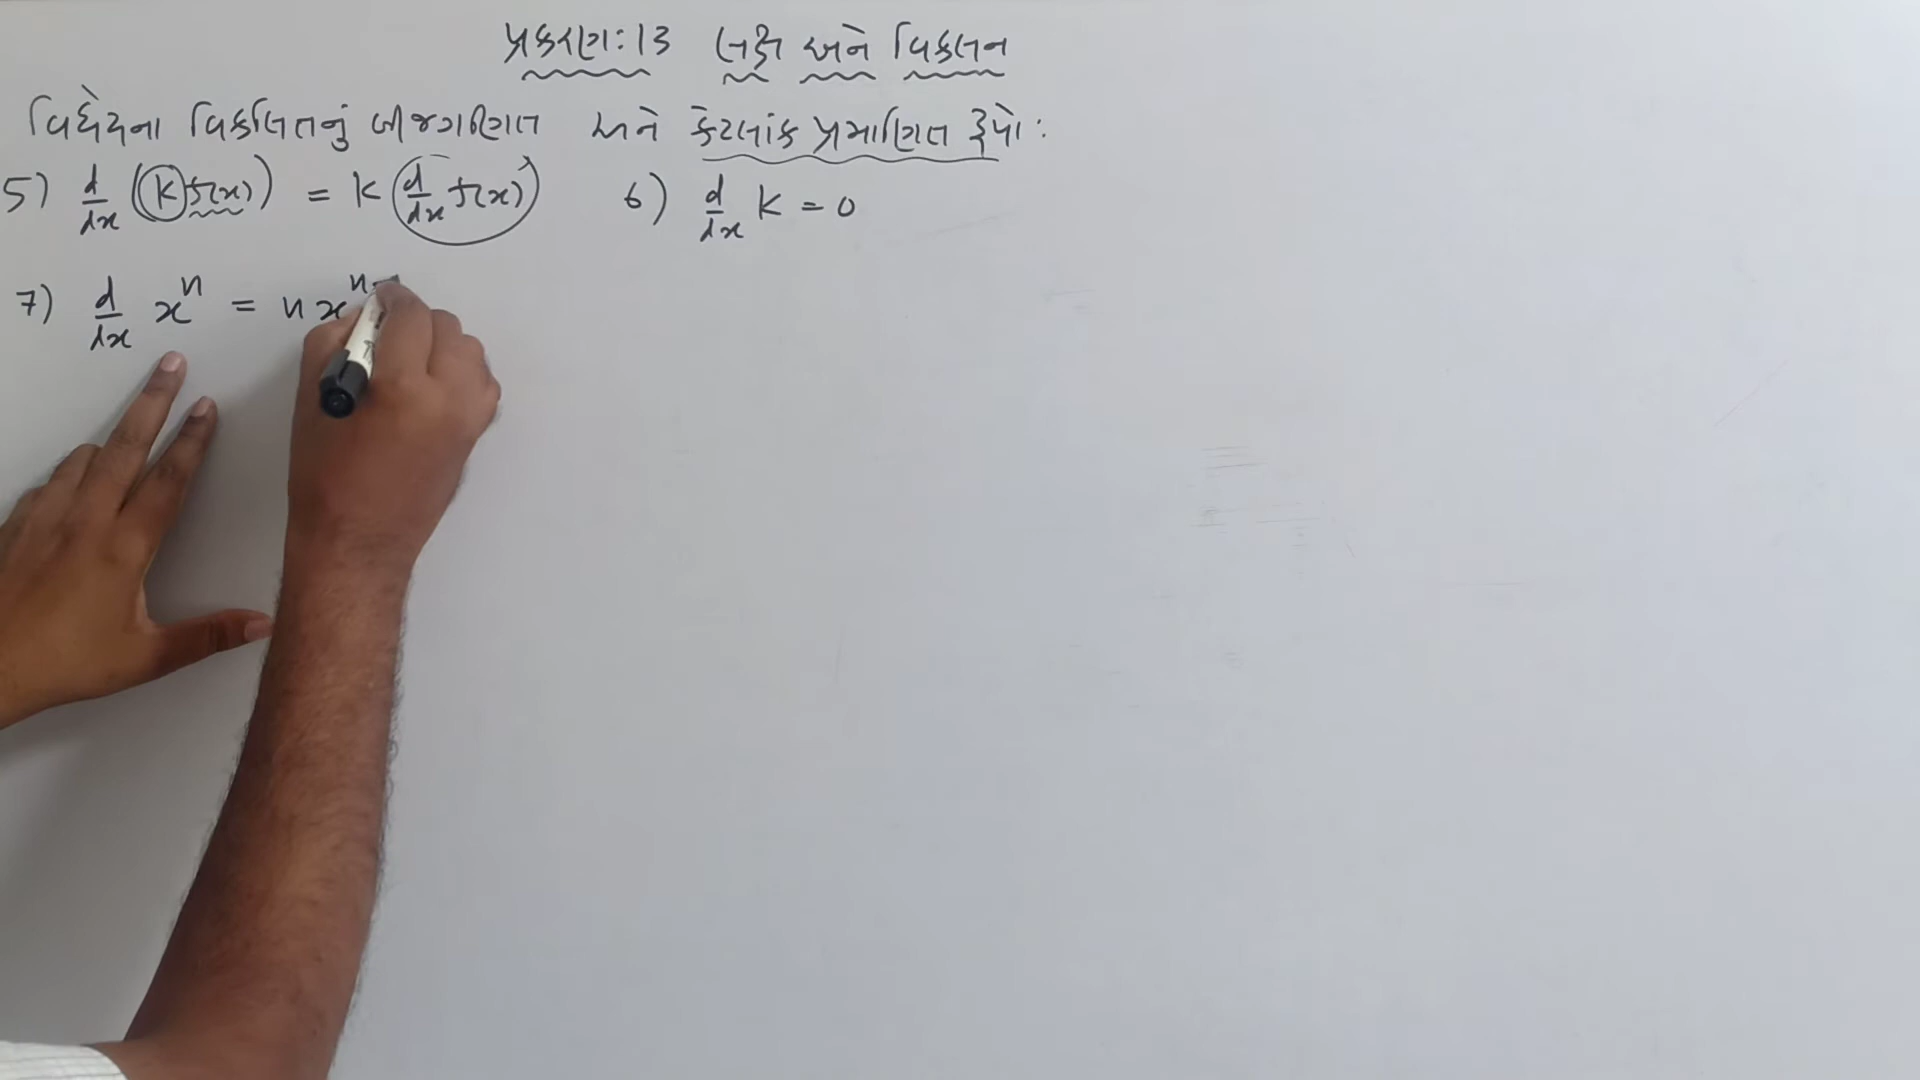 પ્રકરણ: 13 લક્ષ અને વિકલન
વિધેયના વિકલિતનું બીજગણિત અને કેટલાંક પ્રમાણિત રૂપો:
5) d/dx (k f(x)) = k (d/dx f(x)) 6) d/dx k = 0
7) d/dx x^n = n x^n-